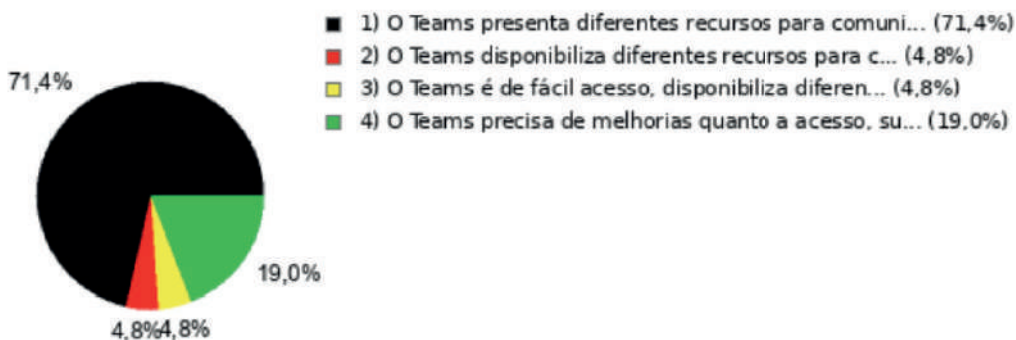 1) O Teams presenta diferentes recursos para comuni... (71,4%)
71,4%
2) O Teams disponibiliza diferentes recursos para c... (4,8%)
3) O Teams é de fácil acesso, disponibiliza diferen... (4,8%)
4) O Teams precisa de melhorias quanto a acesso, su... (19,0%)
19,0%
4,8%
4,8%